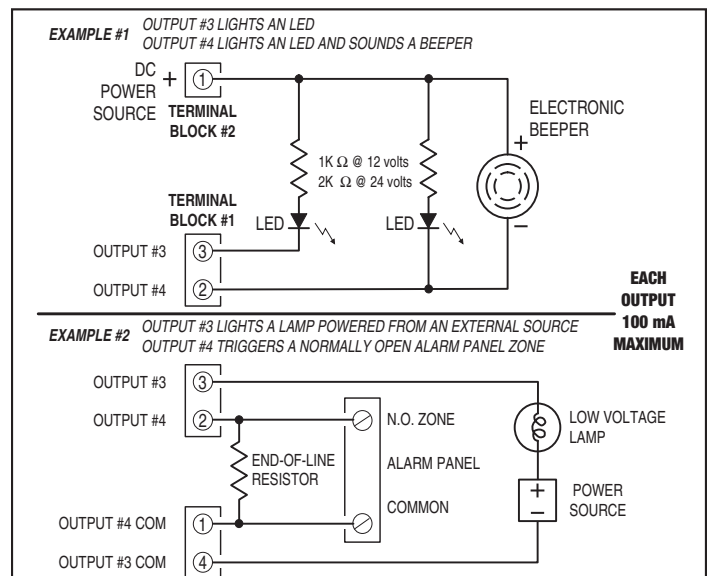 EXAMPLE #1 OUTPUT #3 LIGHTS AN LED
OUTPUT #4 LIGHTS AN LED AND SOUNDS A BEEPER
DC
POWER
SOURCE
+
1
TERMINAL
BLOCK #2
ELECTRONIC
BEEPER
+
−
1K Ω @ 12 volts
2K Ω @ 24 volts
TERMINAL
BLOCK #1
LED
LED
OUTPUT #3
3
OUTPUT #4
2
EACH
OUTPUT
100 mA
MAXIMUM
EXAMPLE #2 OUTPUT #3 LIGHTS A LAMP POWERED FROM AN EXTERNAL SOURCE
OUTPUT #4 TRIGGERS A NORMALLY OPEN ALARM PANEL ZONE
OUTPUT #3
3
OUTPUT #4
2
N.O. ZONE
LOW VOLTAGE
LAMP
END-OF-LINE
RESISTOR
ALARM PANEL
COMMON
+
−
POWER
SOURCE
OUTPUT #4 COM
1
OUTPUT #3 COM
4